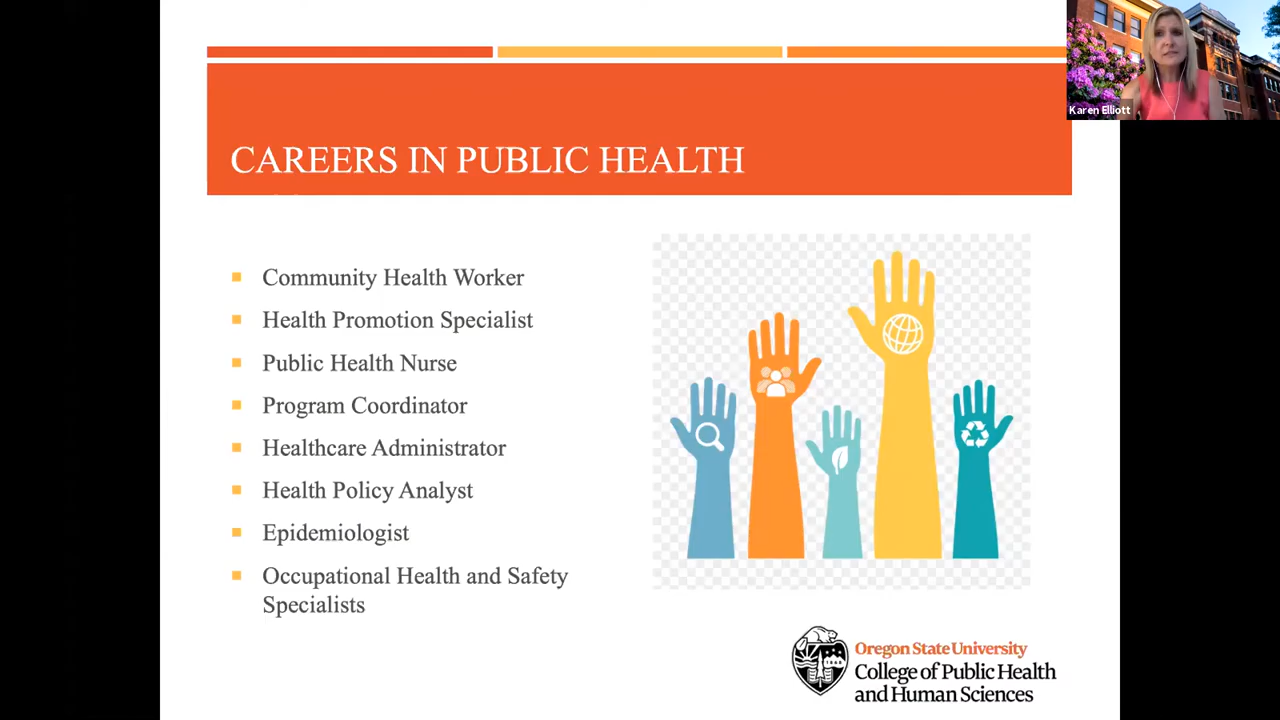 Karen Elliott
CAREERS IN PUBLIC HEALTH
Community Health Worker
Health Promotion Specialist
Public Health Nurse
Program Coordinator
Healthcare Administrator
Health Policy Analyst
Epidemiologist
Occupational Health and Safety
Specialists
1868
Oregon State University
College of Public Health
and Human Sciences